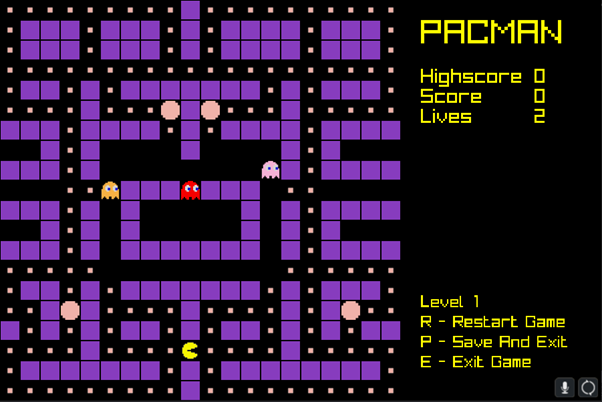 PACMAN
Highscore 0
Score 0
Lives 2
Level 1
R - Restart Game
P - Save And Exit
E - Exit Game